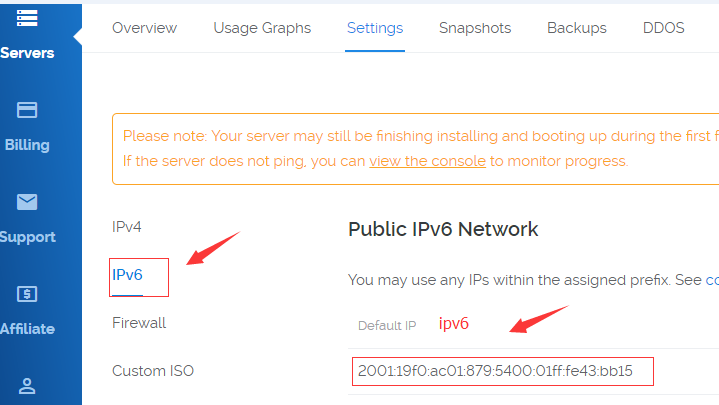 Overview Usage Graphs Settings Snapshots Backups DDOS
Servers
Billing
Support
Affiliate
Please note: Your server may still be finishing installing and booting up during the first f
If the server does not ping, you can view the console to monitor progress.
IPv4
IPv6
Firewall
Custom ISO
Public IPv6 Network
You may use any IPs within the assigned prefix. See co
Default IP ipv6
2001:19f0:ac01:879:5400:01ff:fe43:bb15